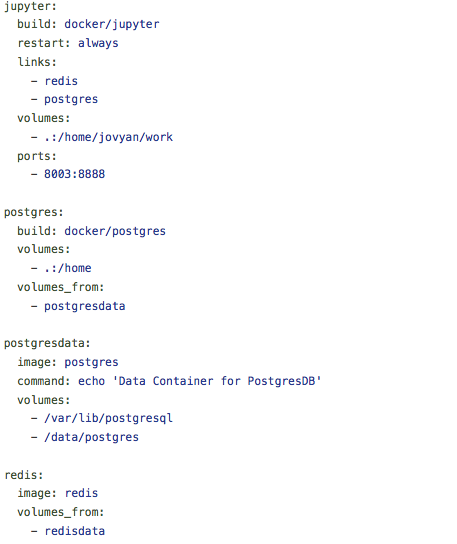 jupyter:
  build: docker/jupyter
  restart: always
  links:
    – redis
    – postgres
  volumes:
    – .:/home/jovyan/work
  ports:
    – 8003:8888

postgres:
  build: docker/postgres
  volumes:
    – .:/home
  volumes_from:
    – postgresdata

postgresdata:
  image: postgres
  command: echo 'Data Container for PostgresDB'
  volumes:
    – /var/lib/postgresql
    – /data/postgres

redis:
  image: redis
  volumes_from:
    – redisdata